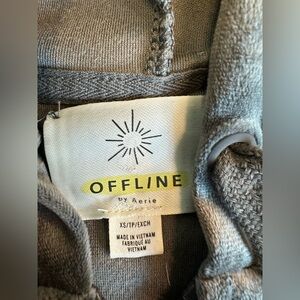 OFFLINE
by Aerie
XS/TP/EXCH
MADE IN VIETNAM
FABRIQUÉ AU
VIETNAM